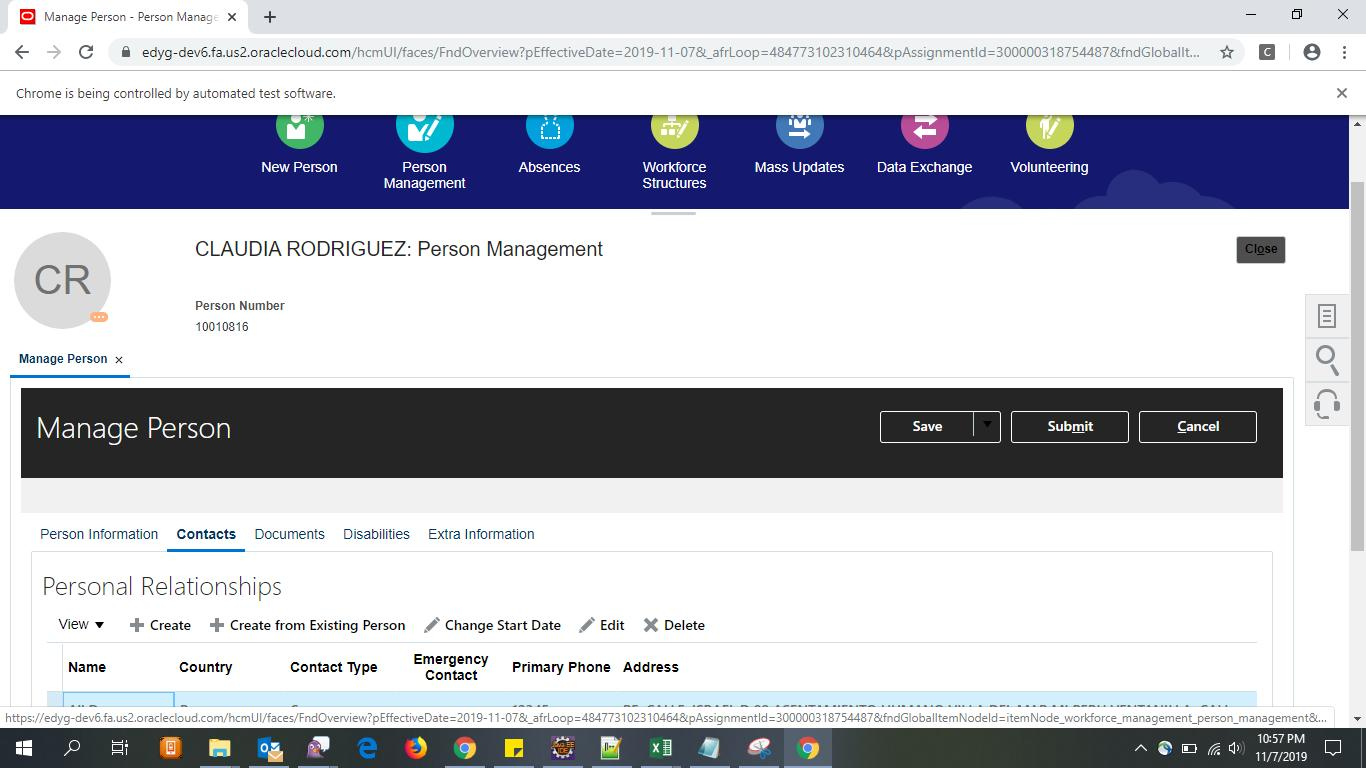 Manage Person - Person Manage
edyg-dev6.fa.us2.oraclecloud.com/hcmUI/faces/FndOverview?pEffectiveDate=2019-11-07&_afrLoop=484773102310464&pAssignmentId=300000318754487&fndGlobalIt...
C
Chrome is being controlled by automated test software.
New Person
Person Management
Absences
Workforce Structures
Mass Updates
Data Exchange
Volunteering
CR
CLAUDIA RODRIGUEZ: Person Management
Close
Person Number
10010816
Manage Person
Manage Person
Save
Submit
Cancel
Person Information
Contacts
Documents
Disabilities
Extra Information
Personal Relationships
View
Create
Create from Existing Person
Change Start Date
Edit
Delete
Name
Country
Contact Type
Emergency Contact
Primary Phone
Address
https://edyg-dev6.fa.us2.oraclecloud.com/hcmUI/faces/FndOverview?pEffectiveDate=2019-11-07&_afrLoop=484773102310464&pAssignmentId=300000318754487&fndGlobalItemNodeId=itemNode_workforce_management_person_management&...
10:57 PM
11/7/2019